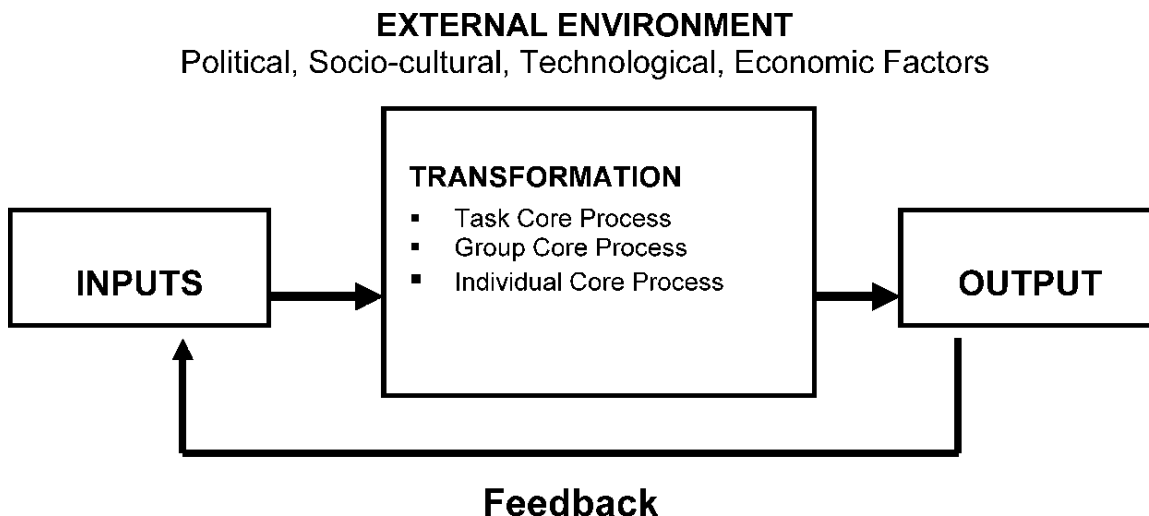 EXTERNAL ENVIRONMENT
Political, Socio-cultural, Technological, Economic Factors
TRANSFORMATION
▪ Task Core Process
▪ Group Core Process
▪ Individual Core Process
INPUTS
OUTPUT
Feedback